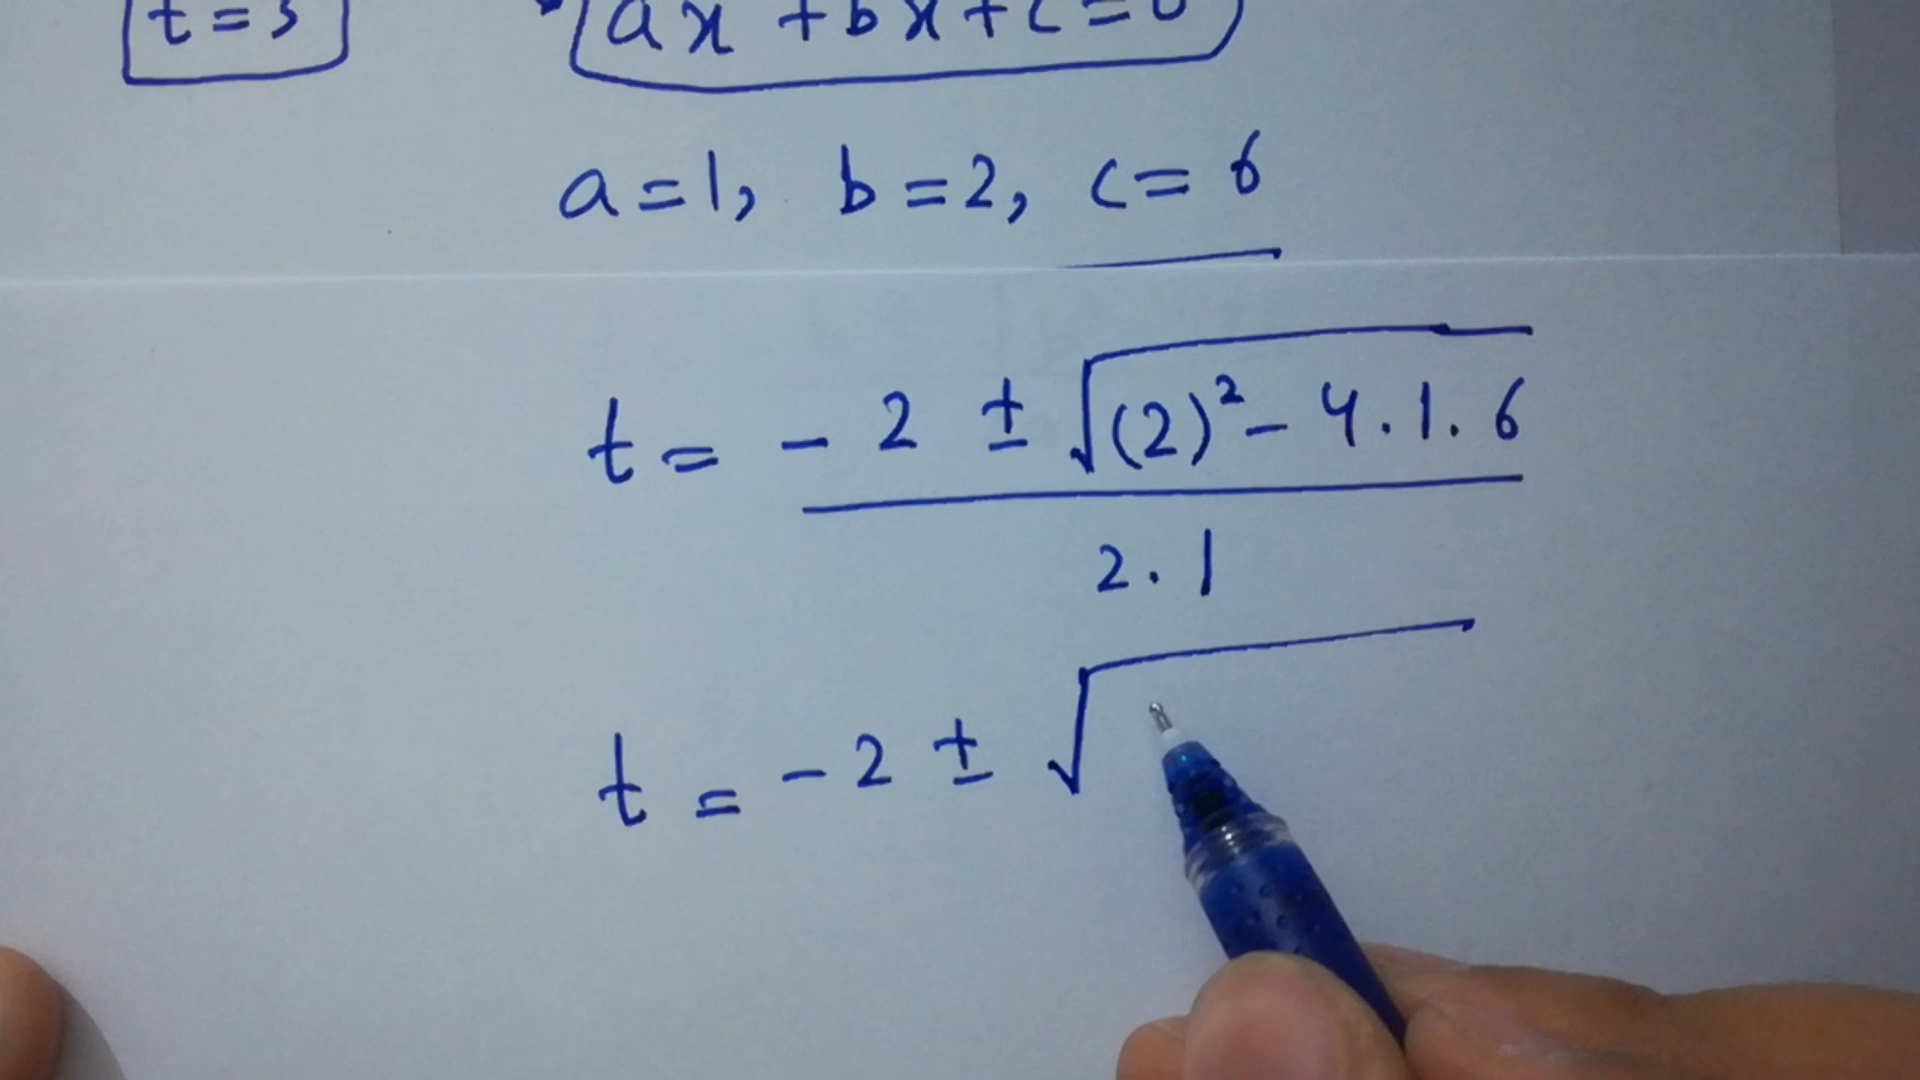 t=3 ax +bx+c=0
a=1, b=2, c= 6
t= - 2 ± √(2)²- 4.1.6
2.1
t = -2 ± √